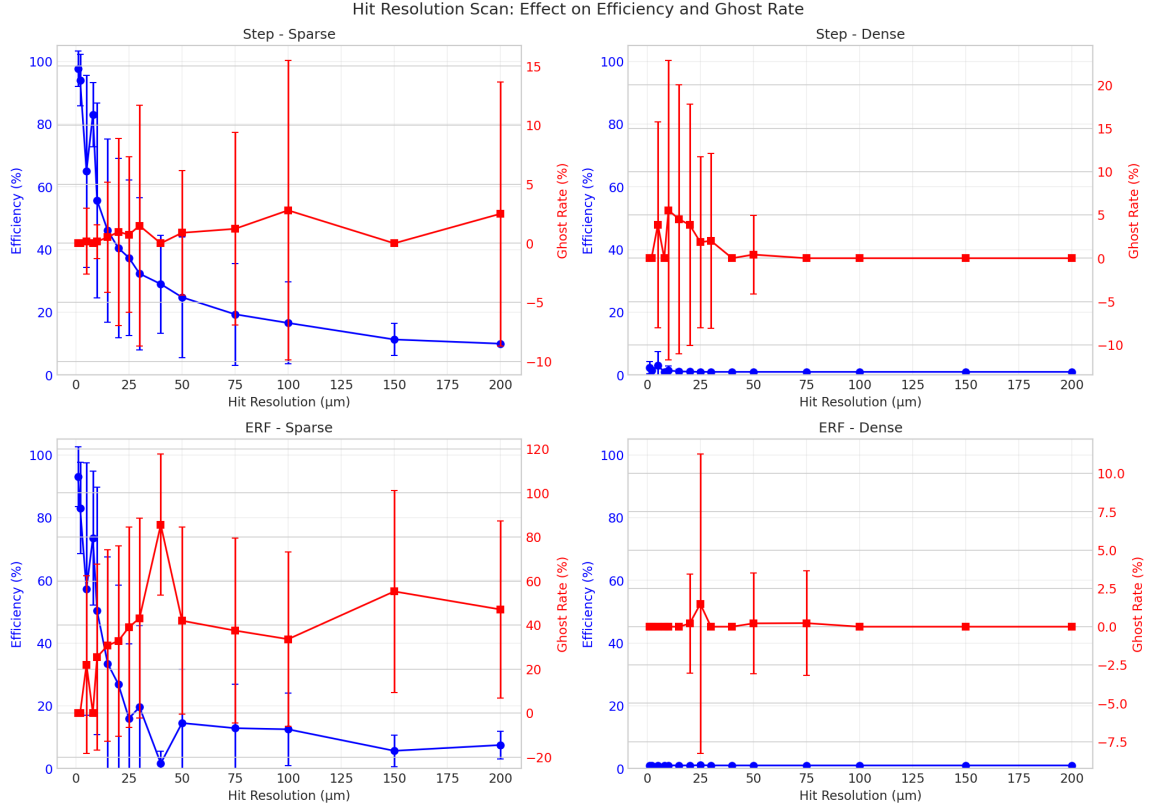 Hit Resolution Scan: Effect on Efficiency and Ghost Rate
Step - Sparse
100
80
60
40
20
0
Efficiency (%)
15
10
5
0
−5
−10
Ghost Rate (%)
0 25 50 75 100 125 150 175 200
Hit Resolution (μm)
Step - Dense
100
80
60
40
20
0
Efficiency (%)
20
15
10
5
0
−5
−10
Ghost Rate (%)
0 25 50 75 100 125 150 175 200
Hit Resolution (μm)
ERF - Sparse
100
80
60
40
20
0
Efficiency (%)
120
100
80
60
40
20
0
−20
Ghost Rate (%)
0 25 50 75 100 125 150 175 200
Hit Resolution (μm)
ERF - Dense
100
80
60
40
20
0
Efficiency (%)
10.0
7.5
5.0
2.5
0.0
−2.5
−5.0
−7.5
Ghost Rate (%)
0 25 50 75 100 125 150 175 200
Hit Resolution (μm)